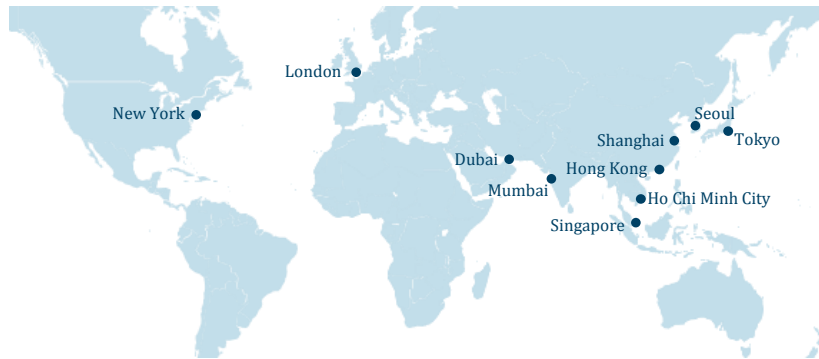 London
New York
Seoul
Shanghai
Tokyo
Dubai
Hong Kong
Mumbai
Ho Chi Minh City
Singapore